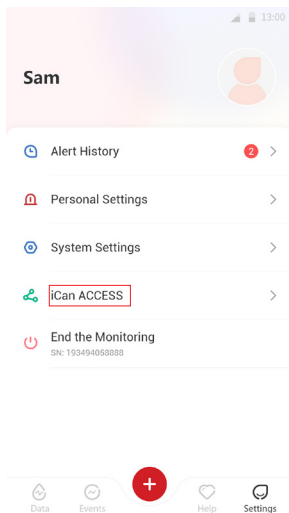 13:00
Sam
Alert History 2
Personal Settings
System Settings
iCan ACCESS
End the Monitoring
SN: 193494058888
Data Events Help Settings